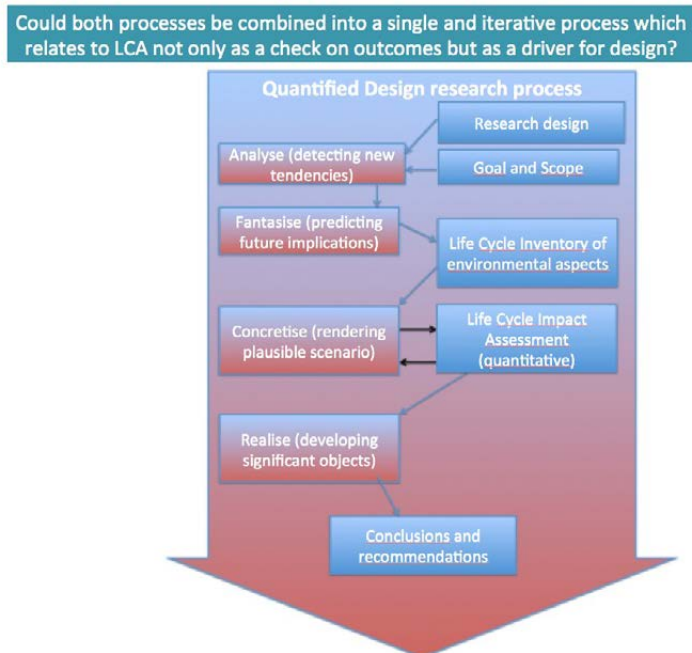 Could both processes be combined into a single and iterative process which
relates to LCA not only as a check on outcomes but as a driver for design?
Quantified Design research process
Research design
Analyse (detecting new
tendencies)
Goal and Scope
Fantasise (predicting
future implications)
Life Cycle Inventory of
environmental aspects
Concretise (rendering
plausible scenario)
Life Cycle Impact
Assessment
(quantitative)
Realise (developing
significant objects)
Conclusions and
recommendations